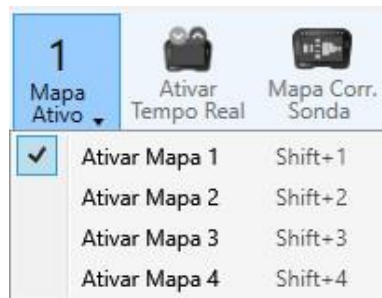 1
Mapa
Ativo
Ativar
Tempo Real
Mapa Corr.
Sonda
Ativar Mapa 1 Shift+1
Ativar Mapa 2 Shift+2
Ativar Mapa 3 Shift+3
Ativar Mapa 4 Shift+4